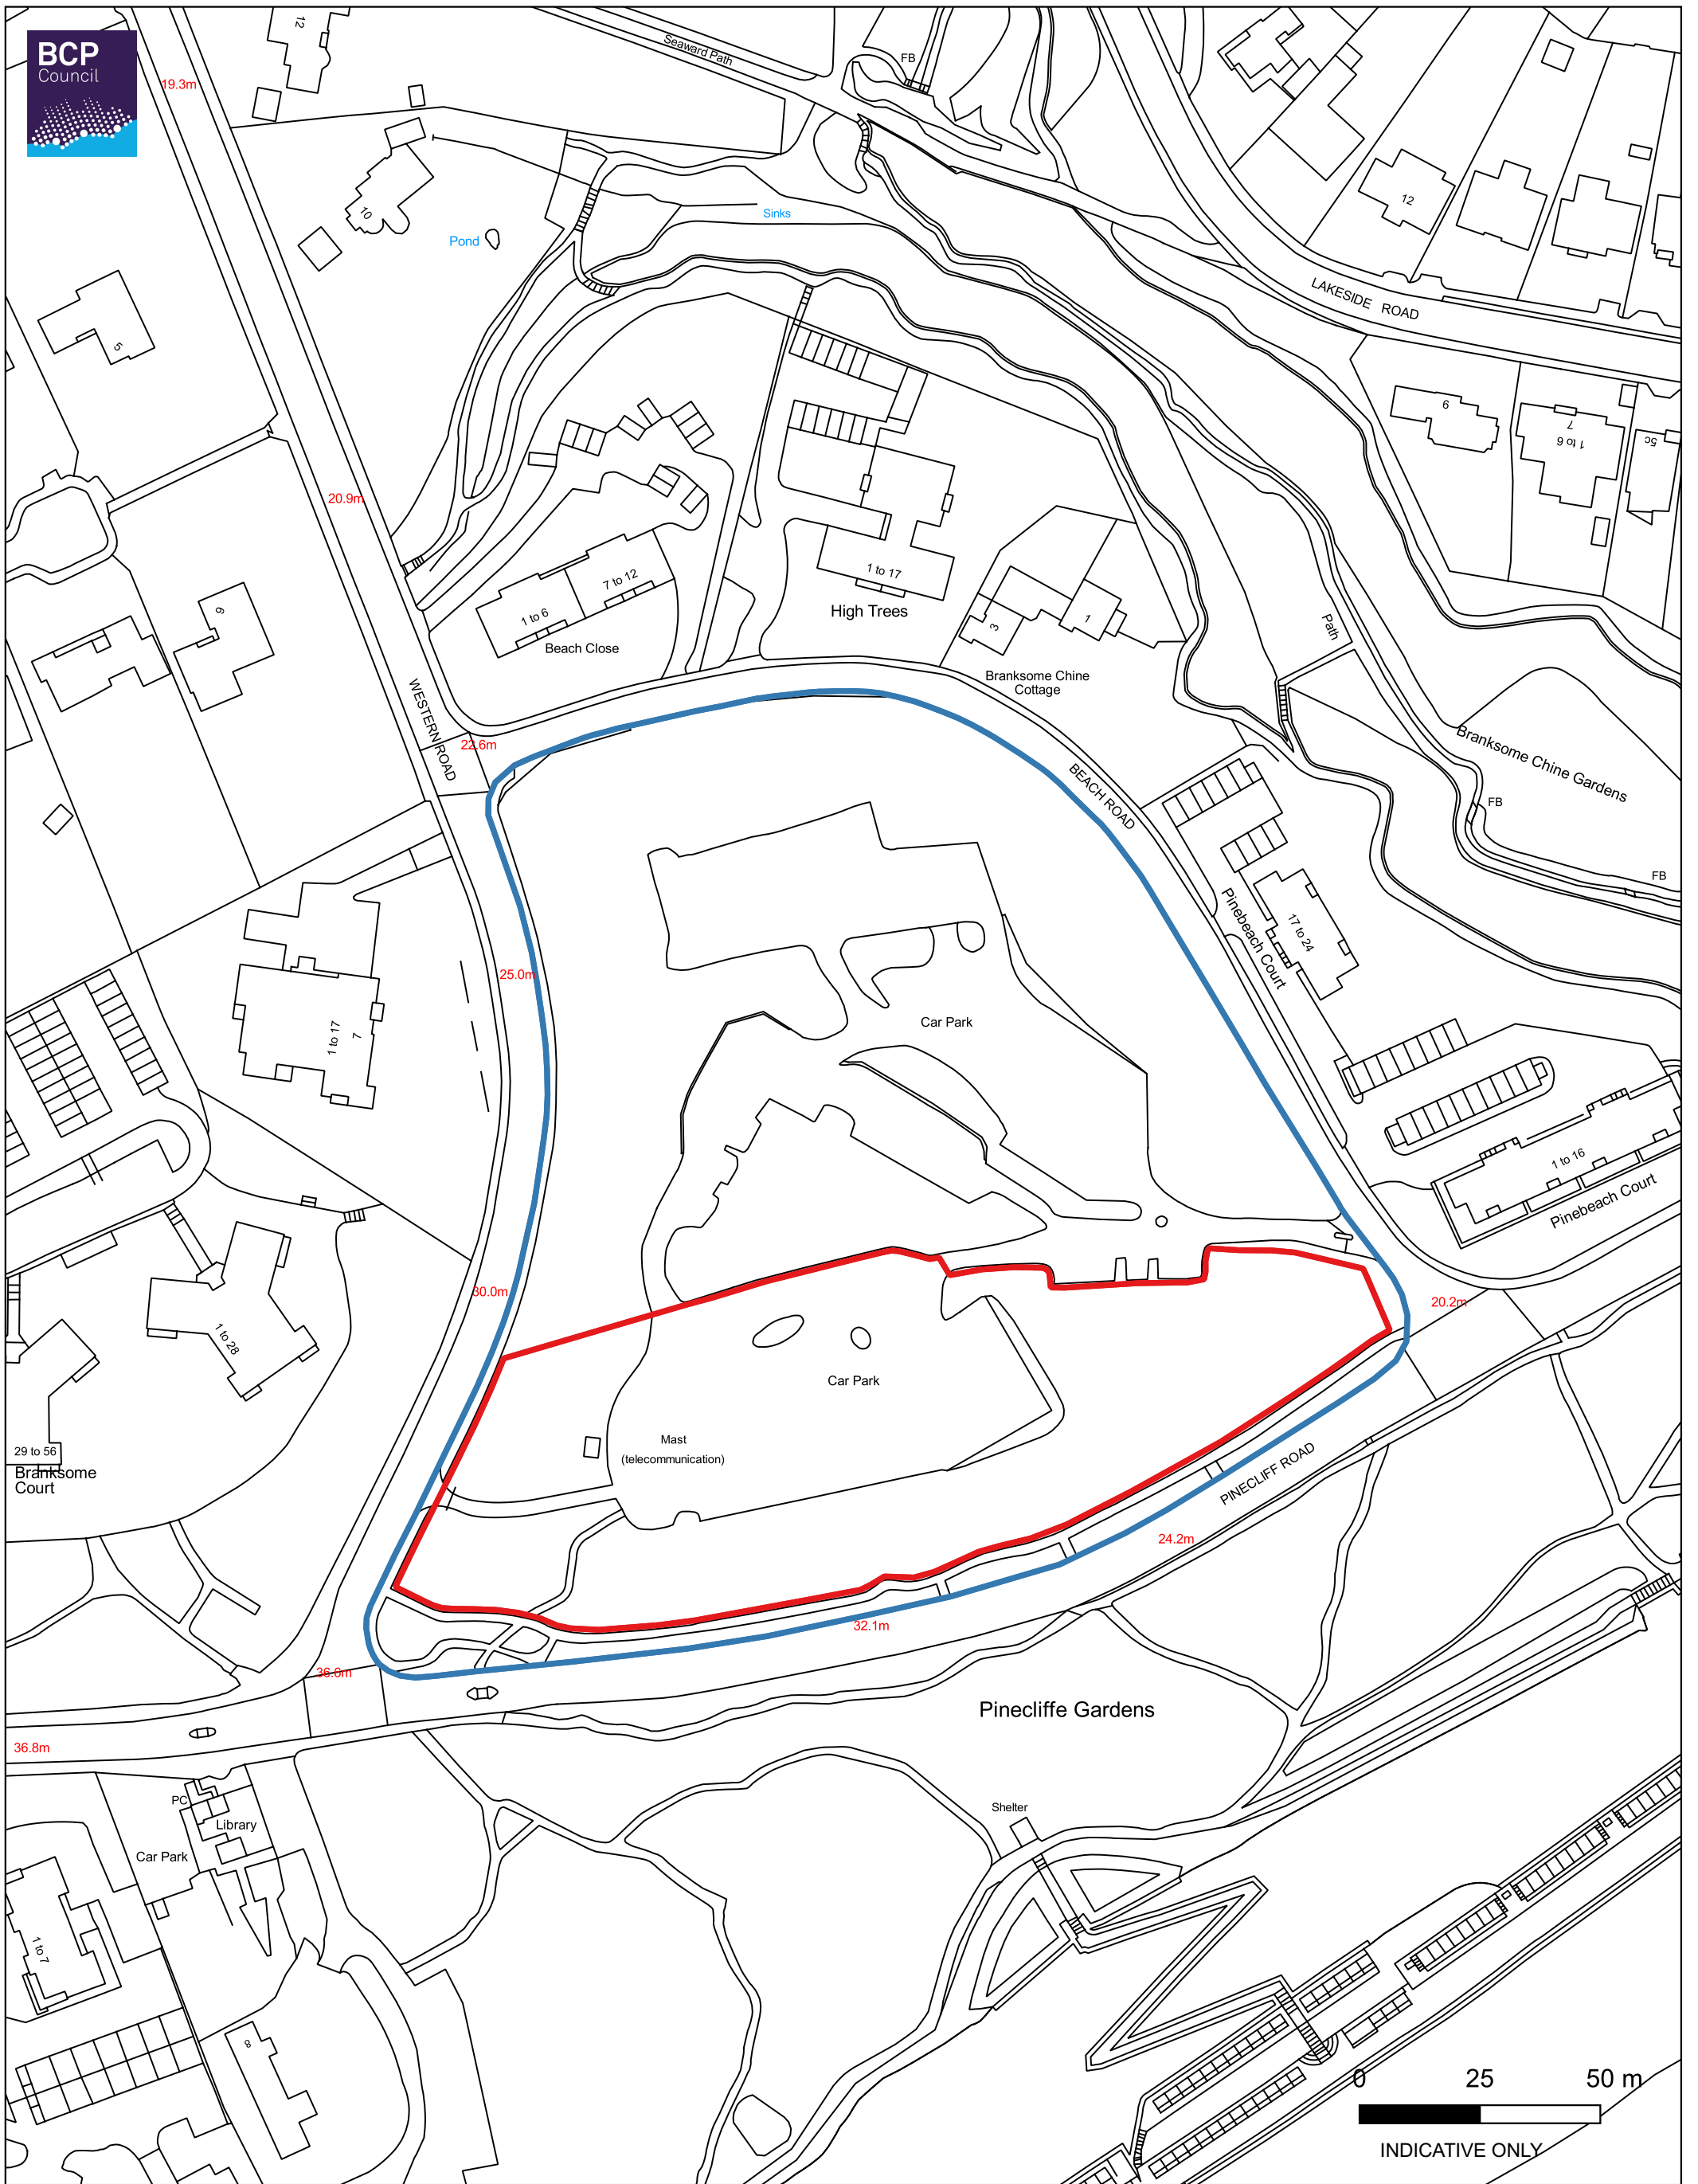 BCP
Council
12
19.3m
Seaward Path
FB
10
Pond
Sinks
12
LAKESIDE ROAD
5
9
7
1 to 6
5c
20.9m
9
1 to 6
7 to 12
Beach Close
1 to 17
High Trees
3
1
Branksome Chine
Cottage
Path
WESTERN ROAD
22.6m
BEACH ROAD
Branksome Chine Gardens
FB
FB
Pinebeach Court
17 to 24
25.0m
Car Park
1 to 17
7
1 to 16
Pinebeach Court
30.0m
20.2m
1 to 28
Car Park
Mast
(telecommunication)
29 to 56
Branksome
Court
PINECLIFF ROAD
24.2m
32.1m
36.0m
Pinecliffe Gardens
36.8m
PC
Library
Shelter
Car Park
1 to 7
8
0 25 50 m
INDICATIVE ONLY